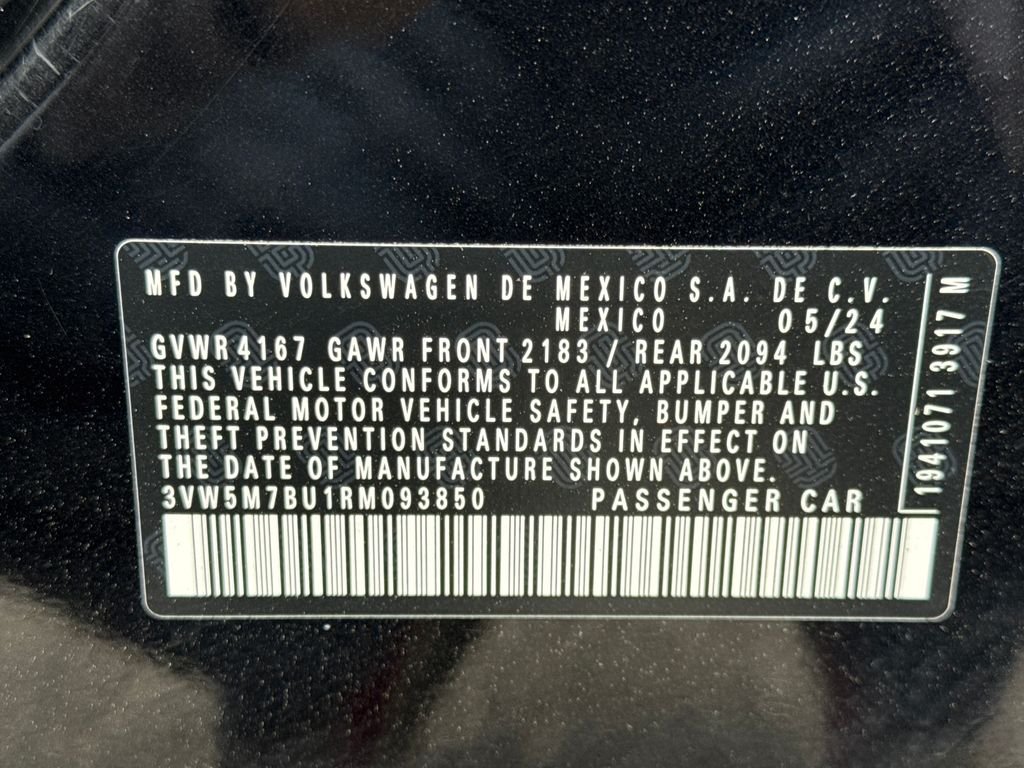 MFD BY VOLKSWAGEN DE MEXICO S.A. DE C.V.
MEXICO 05/24
GVWR 4167 GAWR FRONT 2183 / REAR 2094 LBS
THIS VEHICLE CONFORMS TO ALL APPLICABLE U.S.
FEDERAL MOTOR VEHICLE SAFETY, BUMPER AND
THEFT PREVENTION STANDARDS IN EFFECT ON
THE DATE OF MANUFACTURE SHOWN ABOVE.
3VW5M7BU1RM093850 PASSENGER CAR
1941071 3917 M